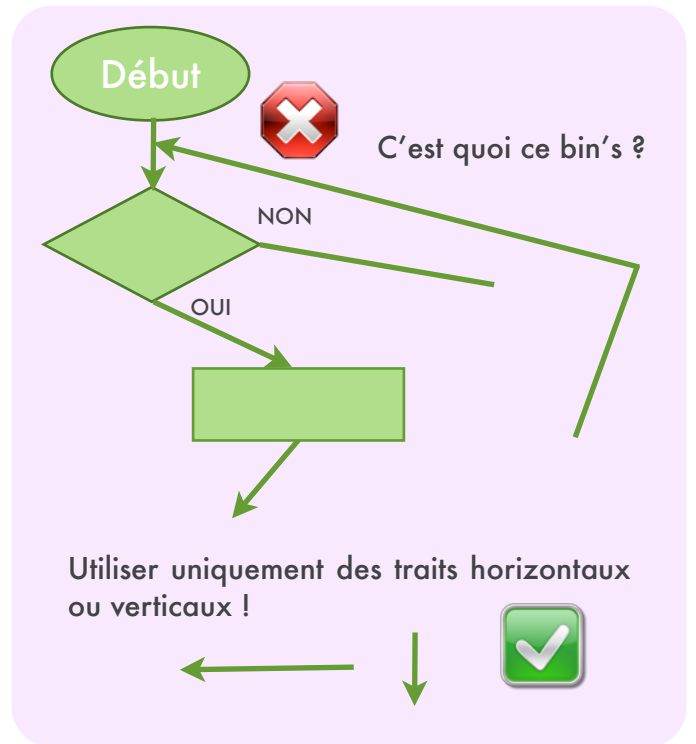 Début
C'est quoi ce bin's ?
NON
OUI
Utiliser uniquement des traits horizontaux
ou verticaux !